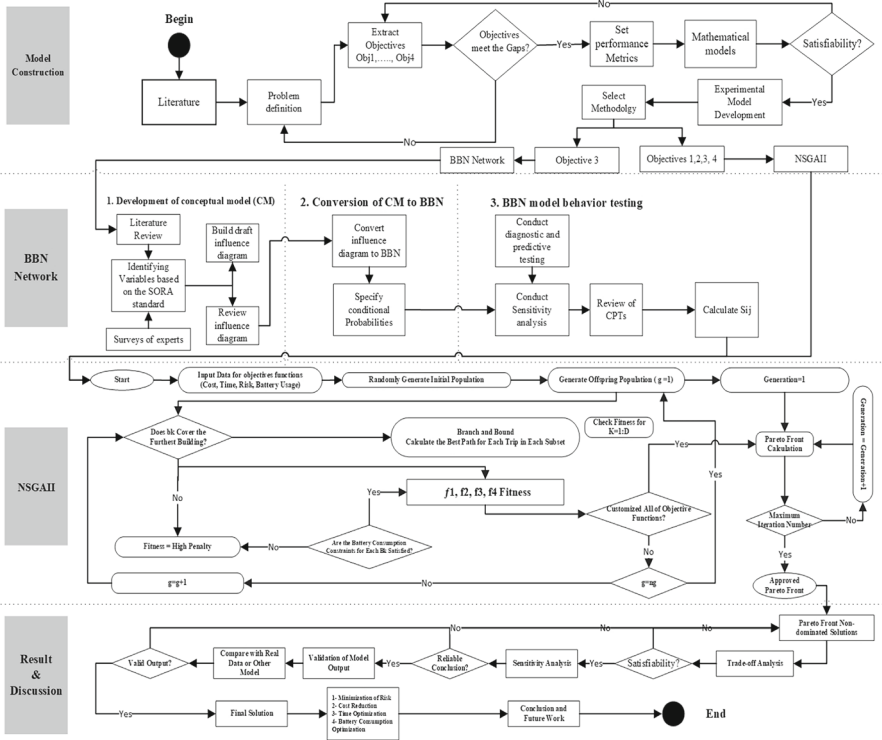 Model
Construction
Begin
Literature
Problem
definition
Extract
Objectives
Obj1,....., Obj4
Objectives
meet the Gaps?
Yes
No
Set
performance
Metrics
Mathematical
models
Satisfiability?
No
Yes
Experimental
Model
Development
Select
Methodolgy
Objective 3
Objectives 1,2,3, 4
BBN Network
NSGAII
BBN
Network
1. Development of conceptual model (CM)
Literature
Review
Identifying
Variables based
on the SORA
standard
Surveys of experts
Build draft
influence
diagram
Review
influence
diagram
2. Conversion of CM to BBN
Convert
influence
diagram to BBN
Specify
conditional
Probabilities
3. BBN model behavior testing
Conduct
diagnostic and
predictive
testing
Conduct
Sensitivity
analysis
Review of
CPTs
Calculate Sij
NSGAII
Start
Input Data for objectives functions
(Cost, Time, Risk, Battery Usage)
Randomly Generate Initial Population
Generate Offspring Population ( g =1)
Generation=1
Does bk Cover the
Furthest Building?
Branch and Bound
Calculate the Best Path for Each Trip in Each Subset
Check Fitness for
K=1:D
Yes
Pareto Front
Calculation
Generation = Generation+1
Yes
No
Yes
f1, f2, f3, f4 Fitness
Customized All of Objective
Functions?
Maximum
Iteration Number
No
Fitness = High Penalty
No
Are the Battery Consumption
Constraints for Each Bk Satisfied?
No
Yes
g=g+1
No
g=ng
Approved
Pareto Front
Result
&
Discussion
Pareto Front Non-
dominated Solutions
No
No
No
Valid Output?
Compare with Real
Data or Other
Model
Validation of Model
Output
Yes
Reliable
Conclusion?
Sensitivity Analysis
Yes
Satisfiability?
Trade-off Analysis
Yes
Final Solution
1- Minimization of Risk
2- Cost Reduction
3- Time Optimization
4- Battery Consumption
Optimization
Conclusion and
Future Work
End